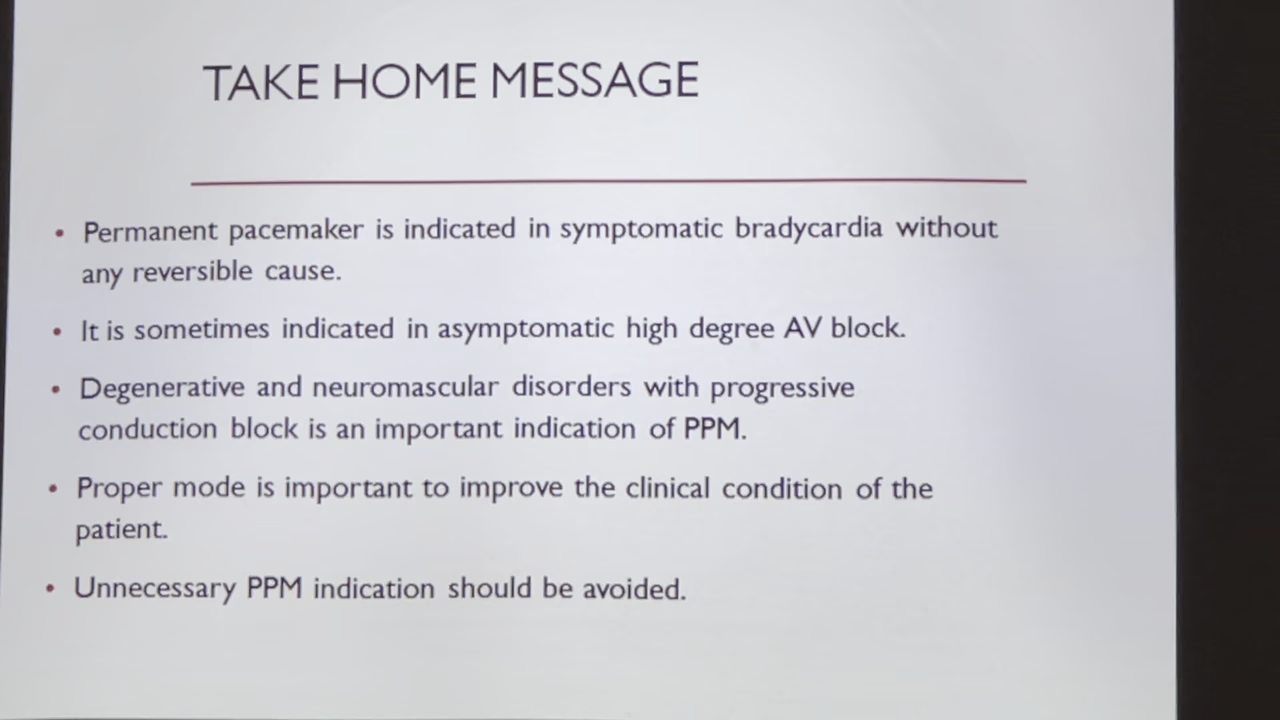 TAKE HOME MESSAGE
• Permanent pacemaker is indicated in symptomatic bradycardia without
any reversible cause.
• It is sometimes indicated in asymptomatic high degree AV block.
• Degenerative and neuromascular disorders with progressive
conduction block is an important indication of PPM.
• Proper mode is important to improve the clinical condition of the
patient.
• Unnecessary PPM indication should be avoided.